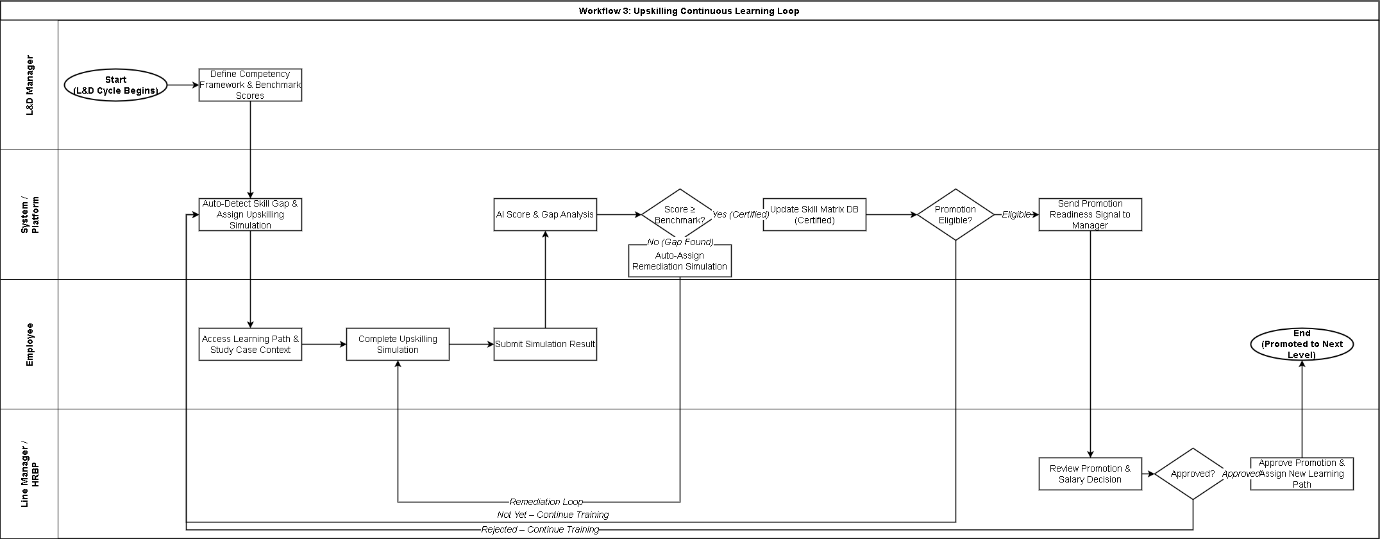 Workflow 3: Upskilling Continuous Learning Loop
L&D Manager
Start
(L&D Cycle Begins)
Define Competency
Framework & Benchmark
Scores
System /
Platform
Auto-Detect Skill Gap &
Assign Upskilling
Simulation
AI Score & Gap Analysis
Score ≥
Benchmark?
Yes (Certified)
Update Skill Matrix DB
(Certified)
Promotion
Eligible?
Eligible
Send Promotion
Readiness Signal to
Manager
No (Gap Found)
Auto-Assign
Remediation Simulation
Employee
Access Learning Path &
Study Case Context
Complete Upskilling
Simulation
Submit Simulation Result
End
(Promoted to Next
Level)
Line Manager /
HRBP
Review Promotion &
Salary Decision
Approved?
Approved
Approve Promotion &
Assign New Learning
Path
Remediation Loop
Not Yet – Continue Training
Rejected – Continue Training